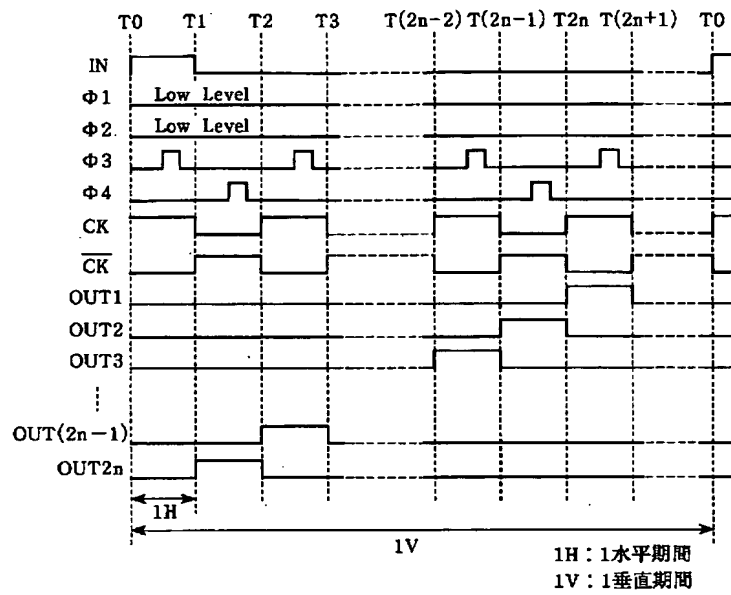 T0 T1 T2 T3 T(2n-2) T(2n-1) T2n T(2n+1) T0
IN
Φ1 Low Level
Φ2 Low Level
Φ3
Φ4
CK
C̅K̅
OUT1
OUT2
OUT3
OUT(2n-1)
OUT2n
1H
1V
1H：1水平期間
1V：1垂直期間